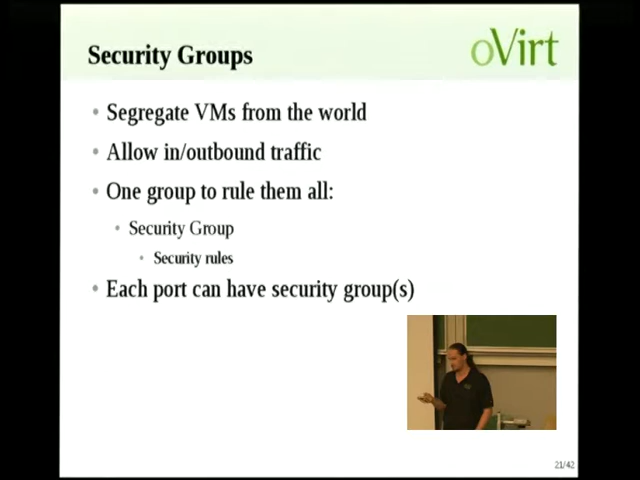 Security Groups
oVirt
Segregate VMs from the world
Allow in/outbound traffic
One group to rule them all:
Security Group
Security rules
Each port can have security group(s)
21/42